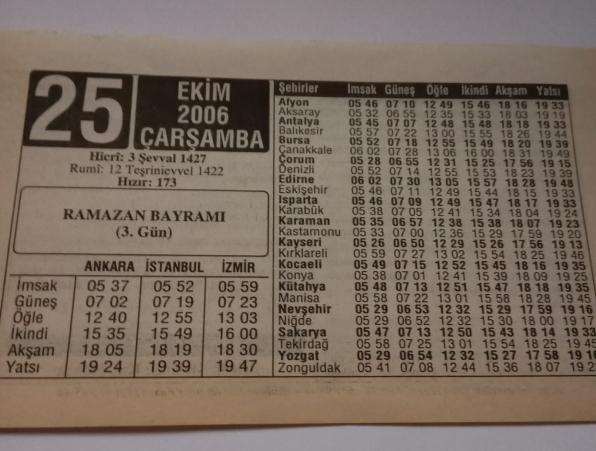 25
EKİM
2006
ÇARŞAMBA
Hicrî: 3 Şevval 1427
Rumî: 12 Teşrinievvel 1422
Hızır: 173
RAMAZAN BAYRAMI
(3. Gün)
ANKARA İSTANBUL İZMİR
İmsak 05 37 05 52 05 59
Güneş 07 02 07 19 07 23
Öğle 12 40 12 55 13 03
İkindi 15 35 15 49 16 00
Akşam 18 05 18 19 18 30
Yatsı 19 24 19 39 19 47
Şehirler İmsak Güneş Öğle İkindi Akşam Yatsı
Afyon 05 46 07 10 12 49 15 46 18 16 19 33
Aksaray 05 32 06 55 12 35 15 33 18 03 19 19
Antalya 05 45 07 07 12 48 15 48 18 18 19 33
Balıkesir 05 57 07 22 13 00 15 55 18 26 19 44
Bursa 05 52 07 18 12 55 15 49 18 20 19 39
Çanakkale 06 02 07 28 13 06 16 00 18 31 19 49
Çorum 05 28 06 55 12 31 15 25 17 56 19 15
Denizli 05 52 07 14 12 55 15 53 18 23 19 39
Edirne 06 02 07 30 13 05 15 57 18 28 19 48
Eskişehir 05 46 07 11 12 49 15 44 18 15 19 33
Isparta 05 46 07 09 12 49 15 47 18 17 19 33
Karabük 05 38 07 05 12 41 15 34 18 04 19 24
Karaman 05 35 06 57 12 38 15 38 18 07 19 23
Kastamonu 05 33 07 00 12 36 15 29 17 59 19 20
Kayseri 05 26 06 50 12 29 15 26 17 56 19 13
Kırklareli 05 59 07 27 13 02 15 54 18 25 19 46
Kocaeli 05 49 07 15 12 52 15 45 18 16 19 35
Konya 05 38 07 01 12 41 15 39 18 09 19 25
Kütahya 05 48 07 13 12 51 15 47 18 18 19 35
Manisa 05 58 07 22 13 01 15 58 18 28 19 45
Nevşehir 05 29 06 53 12 32 15 29 17 59 19 16
Niğde 05 29 06 52 12 32 15 30 18 00 19 17
Sakarya 05 47 07 13 12 50 15 43 18 14 19 33
Tekirdağ 05 58 07 25 13 01 15 54 18 25 19 45
Yozgat 05 29 06 54 12 32 15 27 17 58 19 16
Zonguldak 05 41 07 08 12 44 15 36 18 07